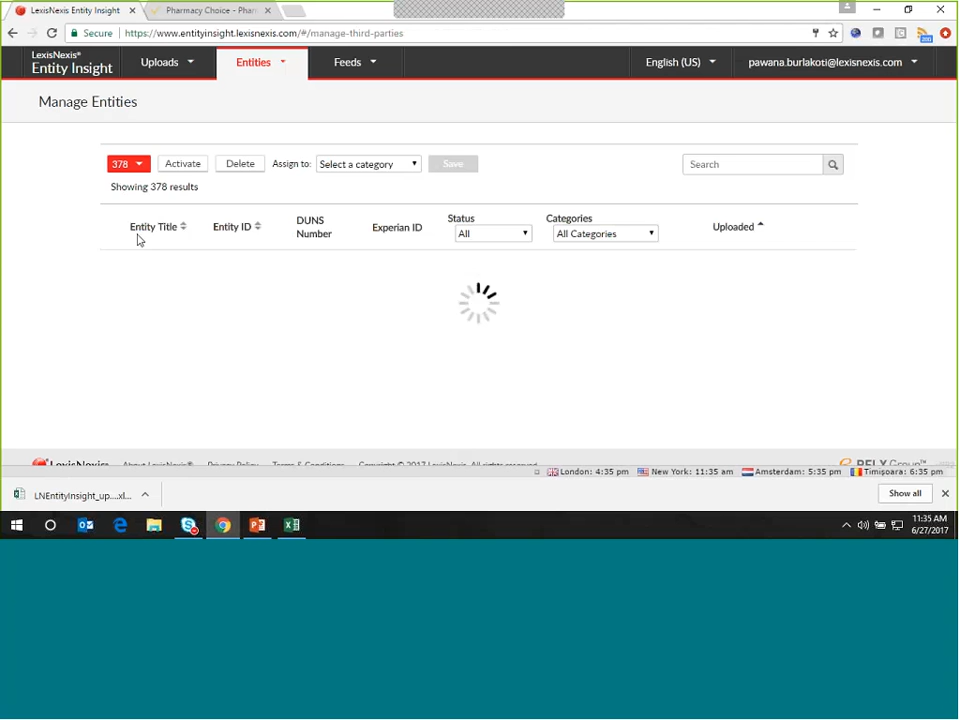 LexisNexis Entity Insight
Pharmacy Choice - Phar
Secure
https://www.entityinsight.lexisnexis.com/#/manage-third-parties
LexisNexis®
Entity Insight
Uploads
Entities
Feeds
English (US)
pawana.burlakoti@lexisnexis.com
Manage Entities
378
Activate
Delete
Assign to:
Select a category
Save
Search
Showing 378 results
Entity Title
Entity ID
DUNS
Number
Experian ID
Status
All
Categories
All Categories
Uploaded
LexisNexis
About LexisNexis®
Privacy Policy
Terms & Conditions
Copyright © 2017 LexisNexis. All rights reserved.
RELX Group™
London: 4:35 pm
New York: 11:35 am
Amsterdam: 5:35 pm
Timișoara: 6:35 pm
LNEntityInsight_up....xl...
Show all
11:35 AM
6/27/2017